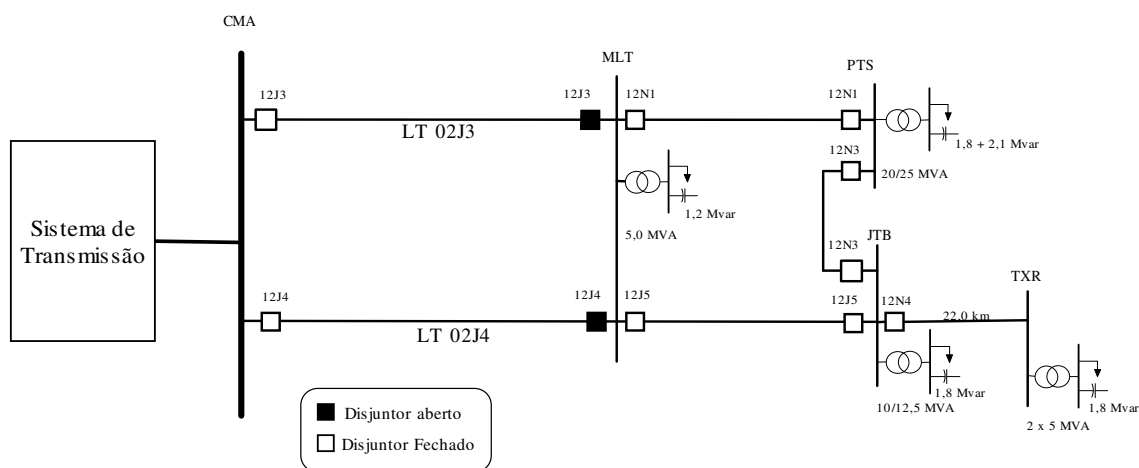 CMA
MLT
PTS
12J3
12J3
12N1
12N1
LT 02J3
1,8 + 2,1 Mvar
12N3
20/25 MVA
Sistema de
Transmissão
1,2 Mvar
5,0 MVA
JTB
12N3
TXR
12J4
12J4
12J5
12J5
12N4
22,0 km
LT 02J4
1,8 Mvar
10/12,5 MVA
1,8 Mvar
2 x 5 MVA
Disjuntor aberto
Disjuntor Fechado